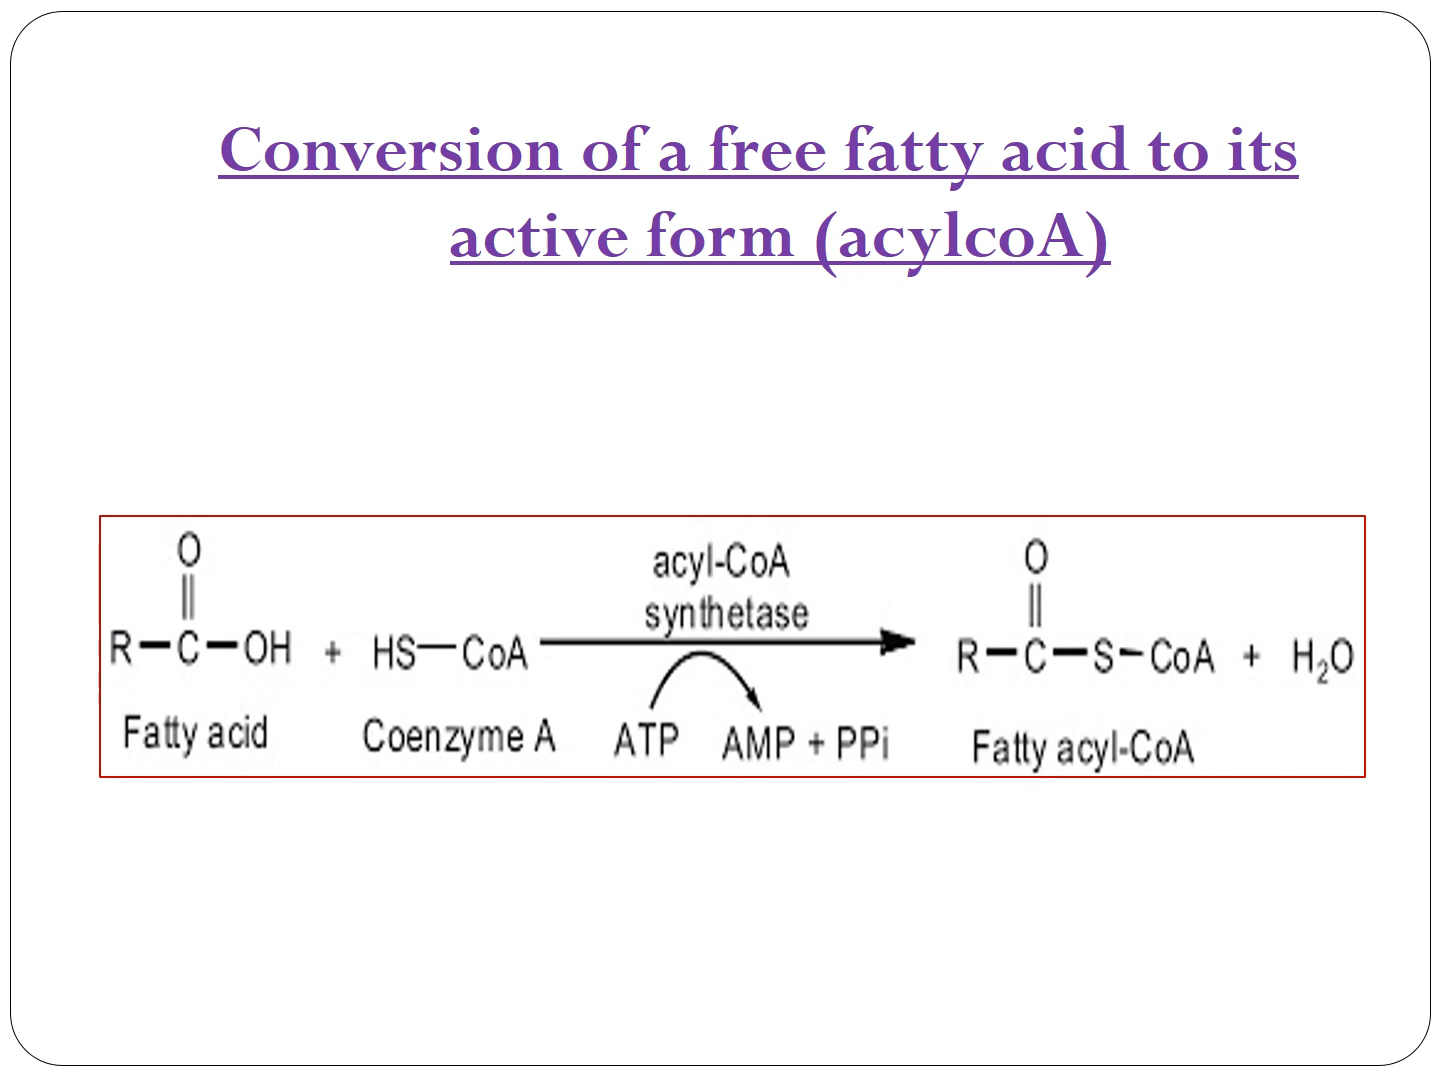 Conversion of a free fatty acid to its
active form (acylcoA)
O
||
R—C—OH + HS—CoA
Fatty acid
Coenzyme A
acyl-CoA
synthetase
ATP
AMP + PPi
O
||
R—C—S—CoA + H₂O
Fatty acyl-CoA